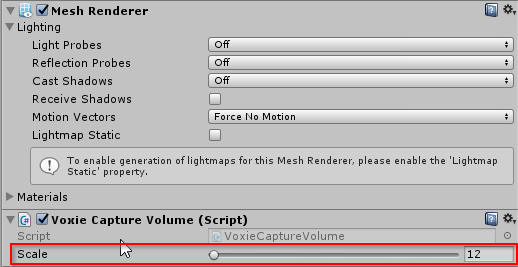 Mesh Renderer
Lighting
Light Probes Off
Reflection Probes Off
Cast Shadows Off
Receive Shadows
Motion Vectors Force No Motion
Lightmap Static
To enable generation of lightmaps for this Mesh Renderer, please enable the 'Lightmap
Static' property.
Materials
Voxie Capture Volume (Script)
Script VoxieCaptureVolume
Scale 12